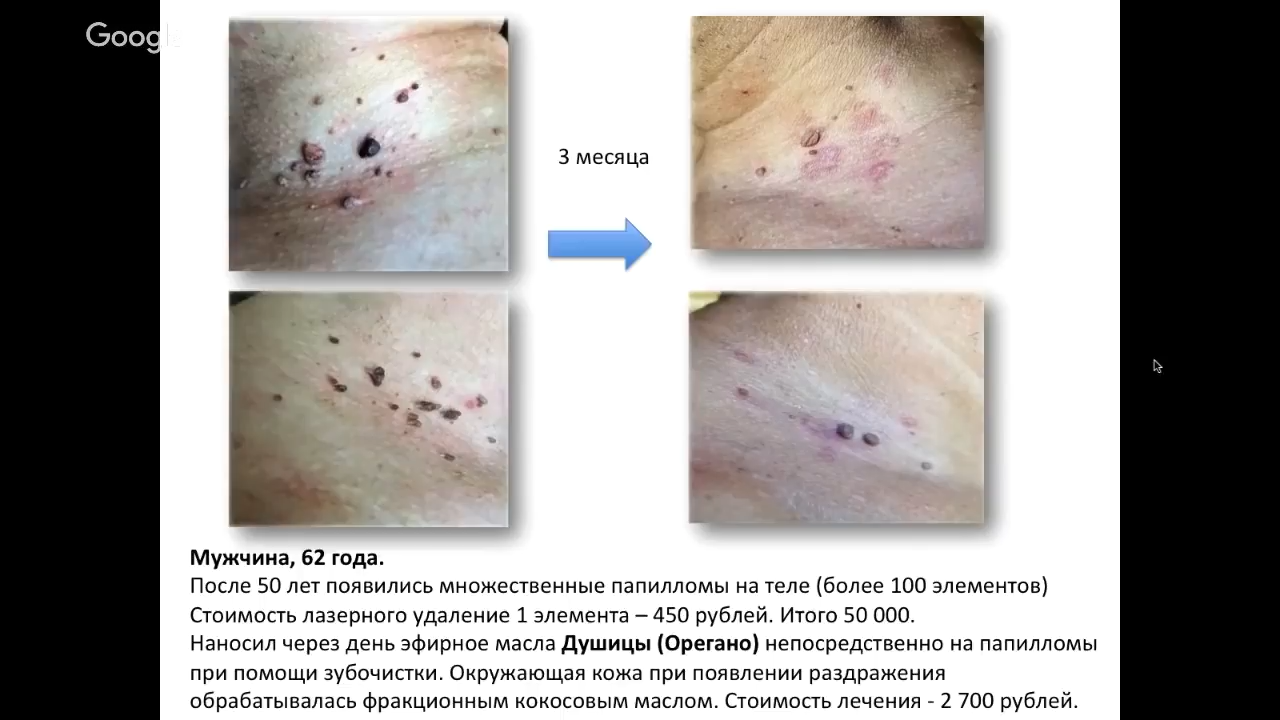 Google
3 месяца
Мужчина, 62 года.
После 50 лет появились множественные папилломы на теле (более 100 элементов)
Стоимость лазерного удаление 1 элемента – 450 рублей. Итого 50 000.
Наносил через день эфирное масла Душицы (Орегано) непосредственно на папилломы
при помощи зубочистки. Окружающая кожа при появлении раздражения
обрабатывалась фракционным кокосовым маслом. Стоимость лечения - 2 700 рублей.